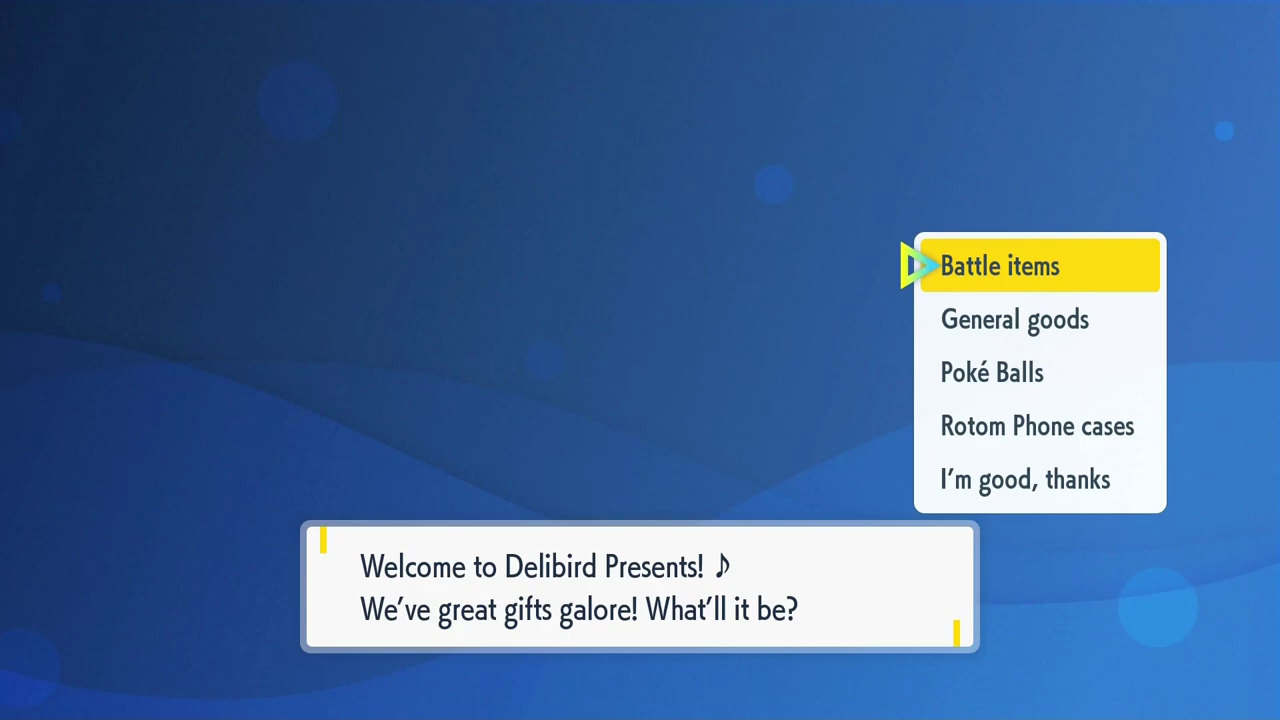 Battle items
General goods
Poké Balls
Rotom Phone cases
I'm good, thanks
Welcome to Delibird Presents! ♪
We've great gifts galore! What'll it be?